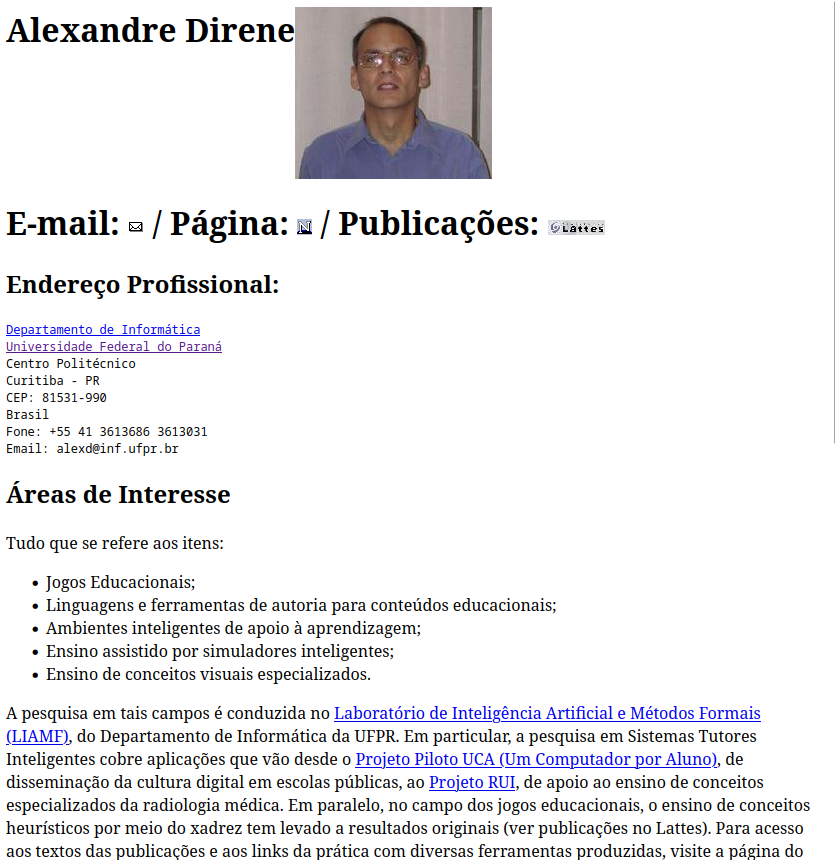 Alexandre Direne
E-mail: / Página: N / Publicações: Lattes
Endereço Profissional:
Departamento de Informática
Universidade Federal do Paraná
Centro Politécnico
Curitiba - PR
CEP: 81531-990
Brasil
Fone: +55 41 3613686 3613031
Email: alexd@inf.ufpr.br
Áreas de Interesse
Tudo que se refere aos itens:
• Jogos Educacionais;
• Linguagens e ferramentas de autoria para conteúdos educacionais;
• Ambientes inteligentes de apoio à aprendizagem;
• Ensino assistido por simuladores inteligentes;
• Ensino de conceitos visuais especializados.
A pesquisa em tais campos é conduzida no Laboratório de Inteligência Artificial e Métodos Formais
(LIAMF), do Departamento de Informática da UFPR. Em particular, a pesquisa em Sistemas Tutores
Inteligentes cobre aplicações que vão desde o Projeto Piloto UCA (Um Computador por Aluno), de
disseminação da cultura digital em escolas públicas, ao Projeto RUI, de apoio ao ensino de conceitos
especializados da radiologia médica. Em paralelo, no campo dos jogos educacionais, o ensino de conceitos
heurísticos por meio do xadrez tem levado a resultados originais (ver publicações no Lattes). Para acesso
aos textos das publicações e aos links da prática com diversas ferramentas produzidas, visite a página do